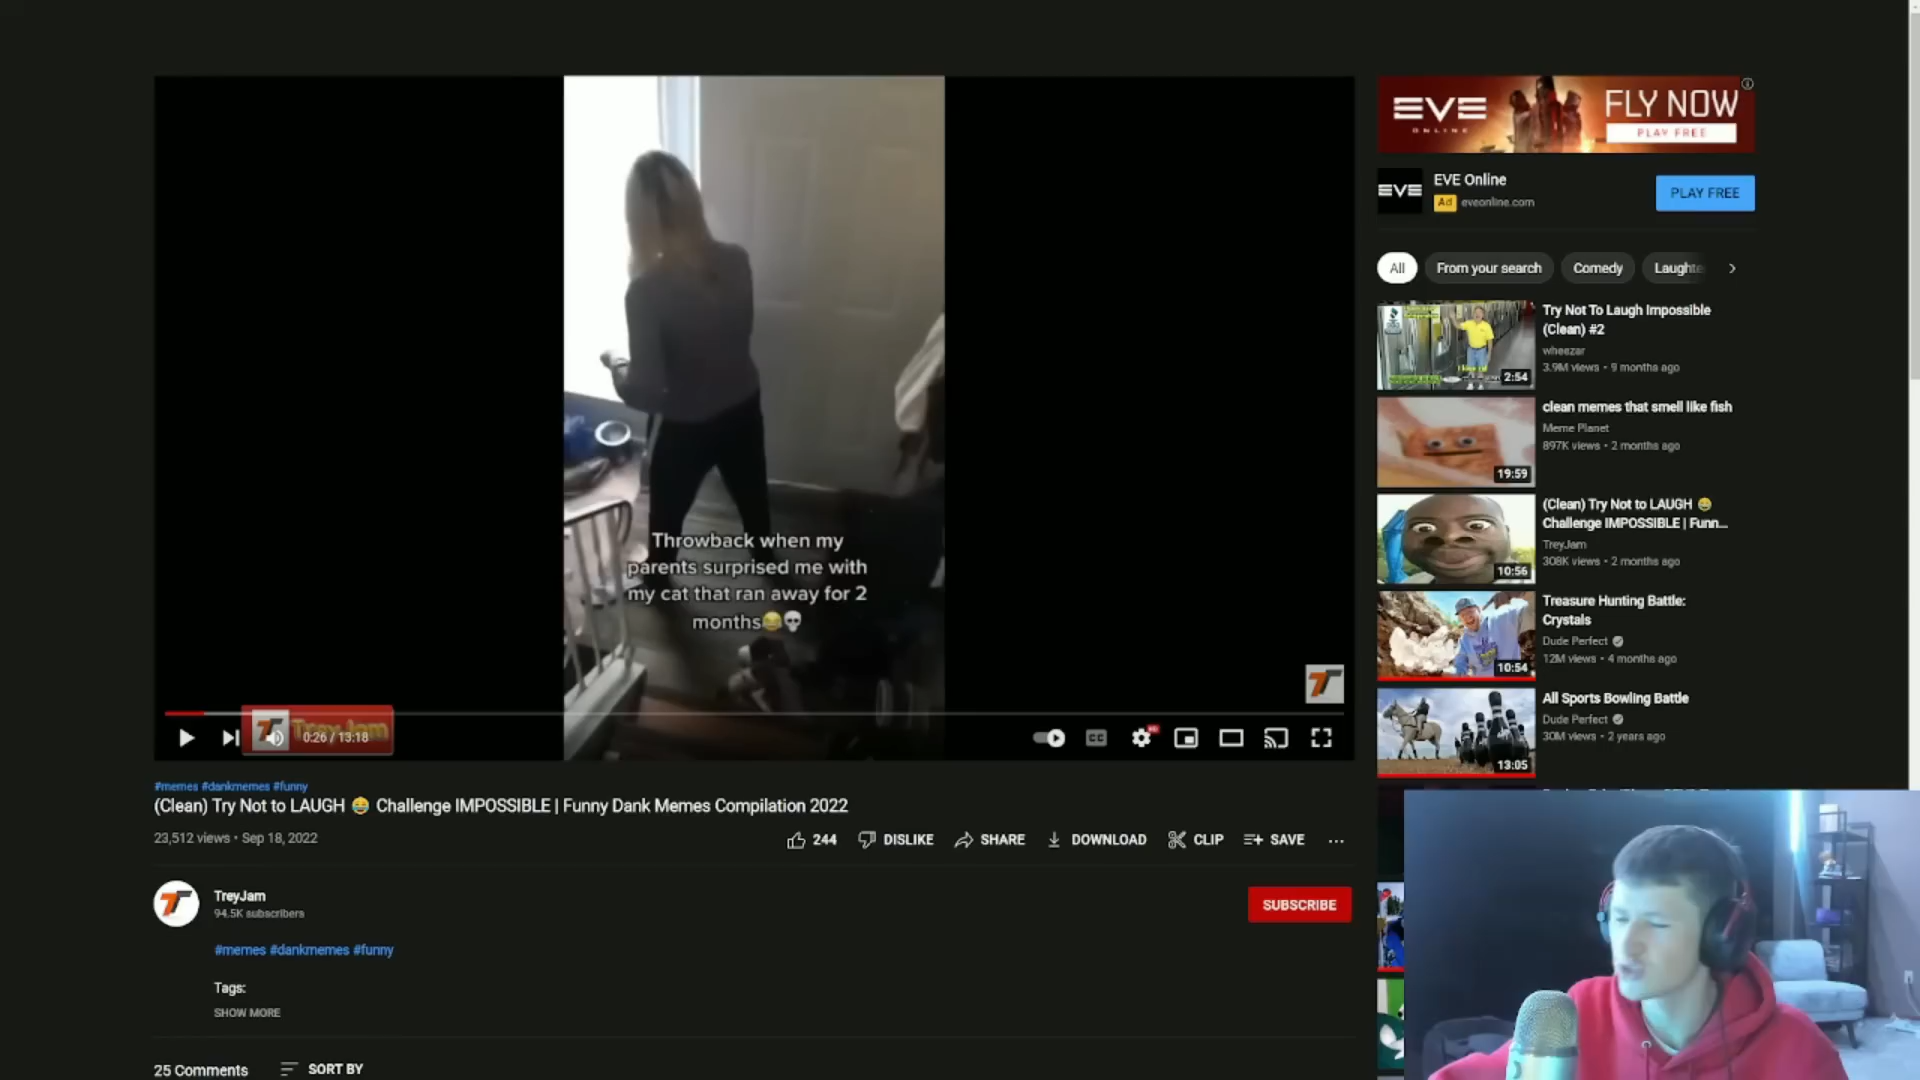 Throwback when my
parents surprised me with
my cat that ran away for 2
months😂💀
0:26 / 13:18
CC
#memes #dankmemes #funny
(Clean) Try Not to LAUGH 😂 Challenge IMPOSSIBLE | Funny Dank Memes Compilation 2022
23,512 views • Sep 18, 2022
244
DISLIKE
SHARE
DOWNLOAD
CLIP
SAVE
TreyJam
94.5K subscribers
SUBSCRIBE
#memes #dankmemes #funny
Tags:
SHOW MORE
25 Comments
SORT BY
EVE
ONLINE
FLY NOW
PLAY FREE
EVE
EVE Online
Ad eveonline.com
PLAY FREE
All
From your search
Comedy
Laughte
2:54
Try Not To Laugh Impossible
(Clean) #2
wheezar
3.9M views • 9 months ago
19:59
clean memes that smell like fish
Meme Planet
897K views • 2 months ago
10:56
(Clean) Try Not to LAUGH 😂
Challenge IMPOSSIBLE | Funn...
TreyJam
308K views • 2 months ago
10:54
Treasure Hunting Battle:
Crystals
Dude Perfect
12M views • 4 months ago
13:05
All Sports Bowling Battle
Dude Perfect
30M views • 2 years ago